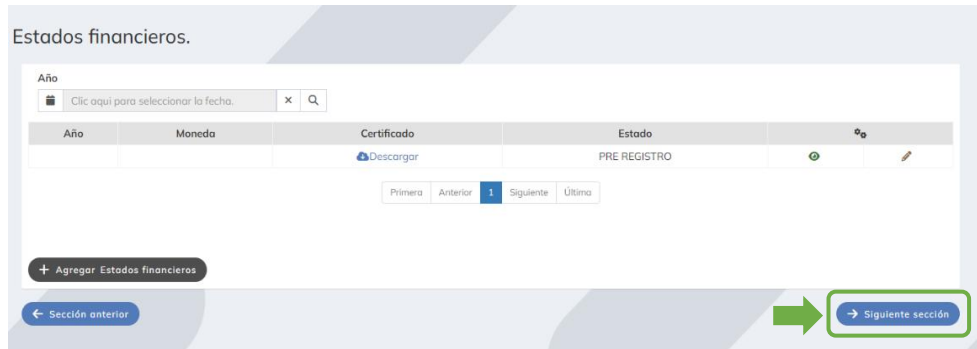 Estados financieros.
Año
Clic aqui para seleccionar la fecha.
Año Moneda Certificado Estado
Descargar PRE REGISTRO
Primera Anterior 1 Siguiente Última
+ Agregar Estados financieros
← Sección anterior → Siguiente sección